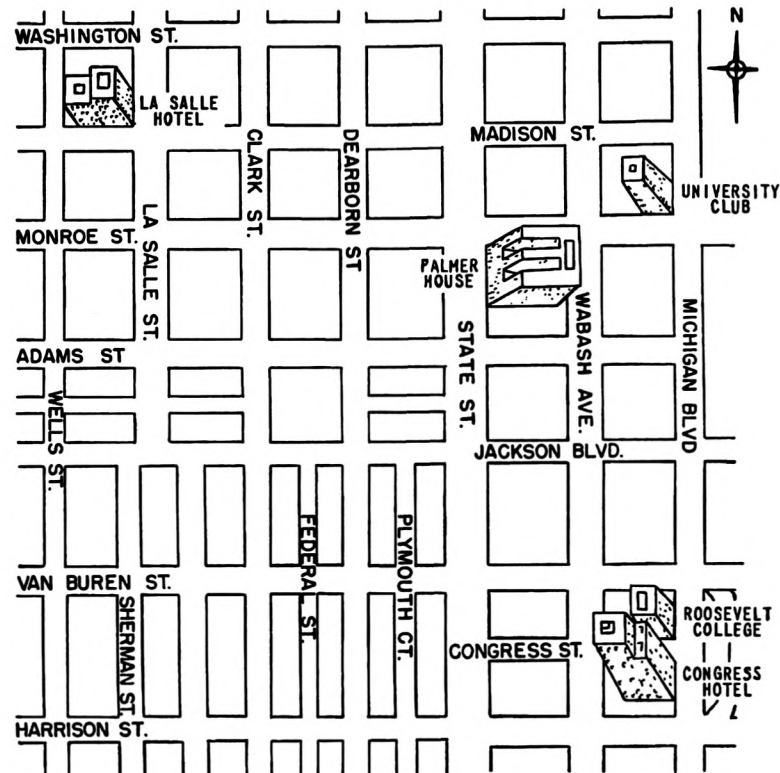 N
WASHINGTON ST.
LA SALLE
HOTEL
CLARK ST.
DEARBORN ST
MADISON ST.
UNIVERSITY
CLUB
LA SALLE ST.
MONROE ST.
PALMER
HOUSE
STATE ST.
WABASH AVE.
MICHIGAN BLVD
ADAMS ST
WELLS ST.
JACKSON BLVD.
FEDERAL ST.
PLYMOUTH CT.
VAN BUREN ST.
SHERMAN ST.
ROOSEVELT
COLLEGE
CONGRESS ST.
CONGRESS
HOTEL
HARRISON ST.